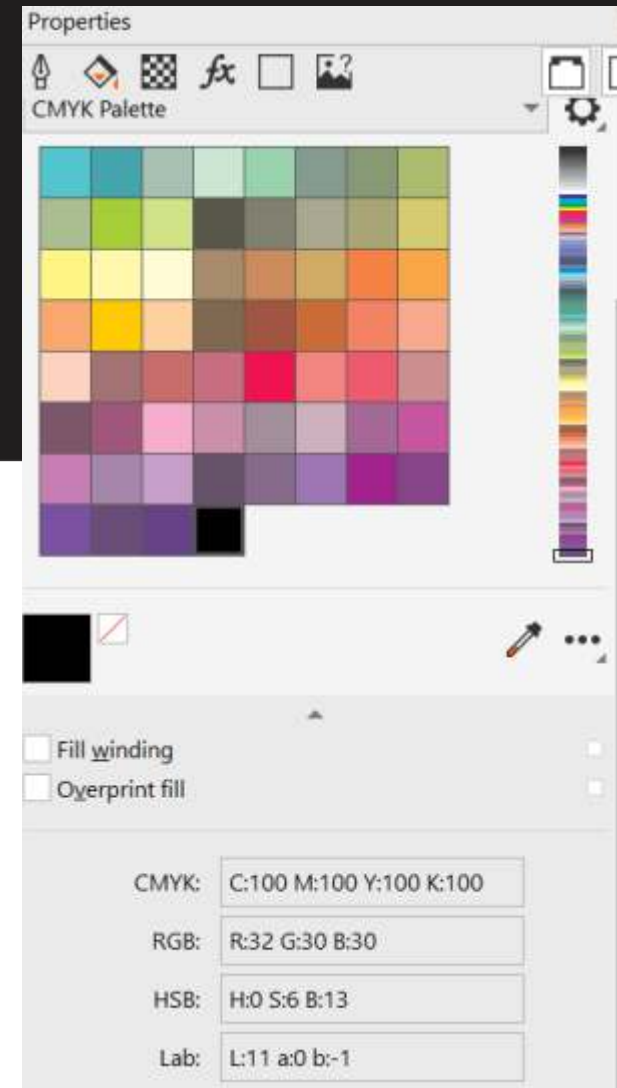 Properties
fx
?
CMYK Palette
Fill winding
Overprint fill
CMYK: C:100 M:100 Y:100 K:100
RGB: R:32 G:30 B:30
HSB: H:0 S:6 B:13
Lab: L:11 a:0 b:-1